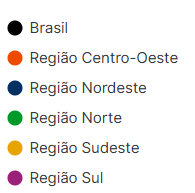 Brasil
Região Centro-Oeste
Região Nordeste
Região Norte
Região Sudeste
Região Sul